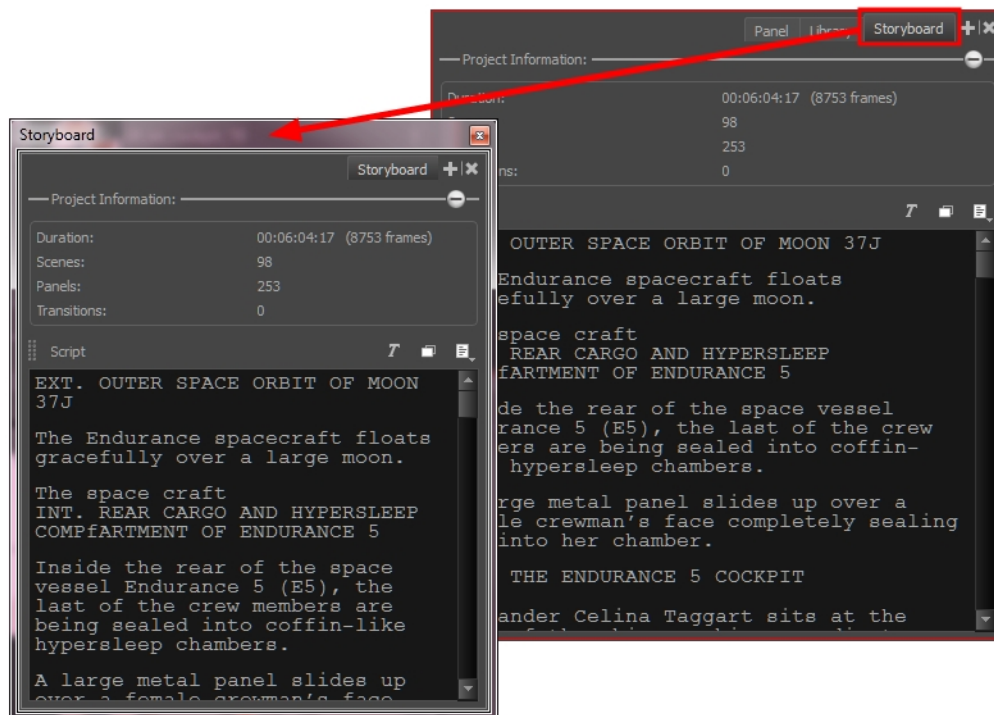 Panel Library Storyboard
Project Information:
Duration: 00:06:04:17 (8753 frames)
98
253
ns: 0
T
OUTER SPACE ORBIT OF MOON 37J
Endurance spacecraft floats
efully over a large moon.
space craft
REAR CARGO AND HYPERSLEEP
fARTMENT OF ENDURANCE 5
de the rear of the space vessel
rance 5 (E5), the last of the crew
ers are being sealed into coffin-
hypersleep chambers.
rge metal panel slides up over a
le crewman's face completely sealing
into her chamber.
THE ENDURANCE 5 COCKPIT
ander Celina Taggart sits at the
Storyboard
Storyboard
Project Information:
Duration: 00:06:04:17 (8753 frames)
Scenes: 98
Panels: 253
Transitions: 0
Script T
EXT. OUTER SPACE ORBIT OF MOON
37J
The Endurance spacecraft floats
gracefully over a large moon.
The space craft
INT. REAR CARGO AND HYPERSLEEP
COMPfARTMENT OF ENDURANCE 5
Inside the rear of the space
vessel Endurance 5 (E5), the
last of the crew members are
being sealed into coffin-like
hypersleep chambers.
A large metal panel slides up
over a female crewman's face